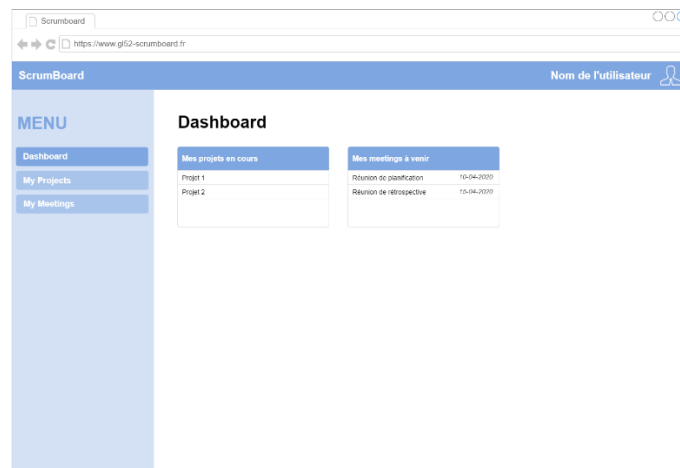 Scrumboard
https://www.gl52-scrumboard.fr
ScrumBoard
Nom de l'utilisateur
MENU
Dashboard
My Projects
My Meetings
Dashboard
Mes projets en cours
Projet 1
Projet 2
Mes meetings à venir
Réunion de planification 10-04-2020
Réunion de rétrospective 15-04-2020